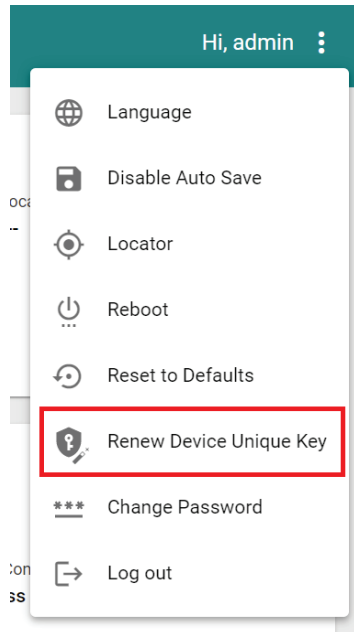 Hi, admin
Language
Disable Auto Save
Locator
Reboot
Reset to Defaults
Renew Device Unique Key
Change Password
Log out